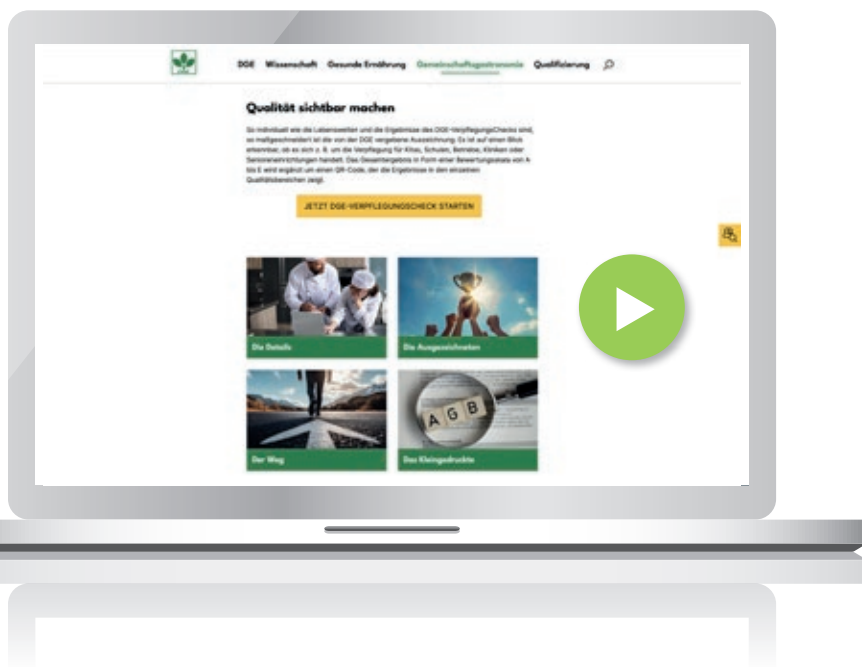 DGE Wissenschaft Gesunde Ernährung Gemeinschaftsgastronomie Qualifizierung
Qualität sichtbar machen
So individuell wie die Lebenswelten und die Ergebnisse des DGE-VerpflegungsChecks sind,
so maßgeschneidert ist die von der DGE vergebene Auszeichnung. Es ist auf einen Blick
erkennbar, ob es sich z. B. um die Verpflegung für Kitas, Schulen, Betriebe, Kliniken oder
Senioreneinrichtungen handelt. Das Gesamtergebnis in Form einer Bewertungsskala von A
bis E wird ergänzt um einen QR-Code, der die Ergebnisse in den einzelnen
Qualitätsbereichen zeigt.
JETZT DGE-VERPFLEGUNGSCHECK STARTEN
Die Details
Die Ausgezeichneten
AGB
Der Weg
Das Kleingedruckte